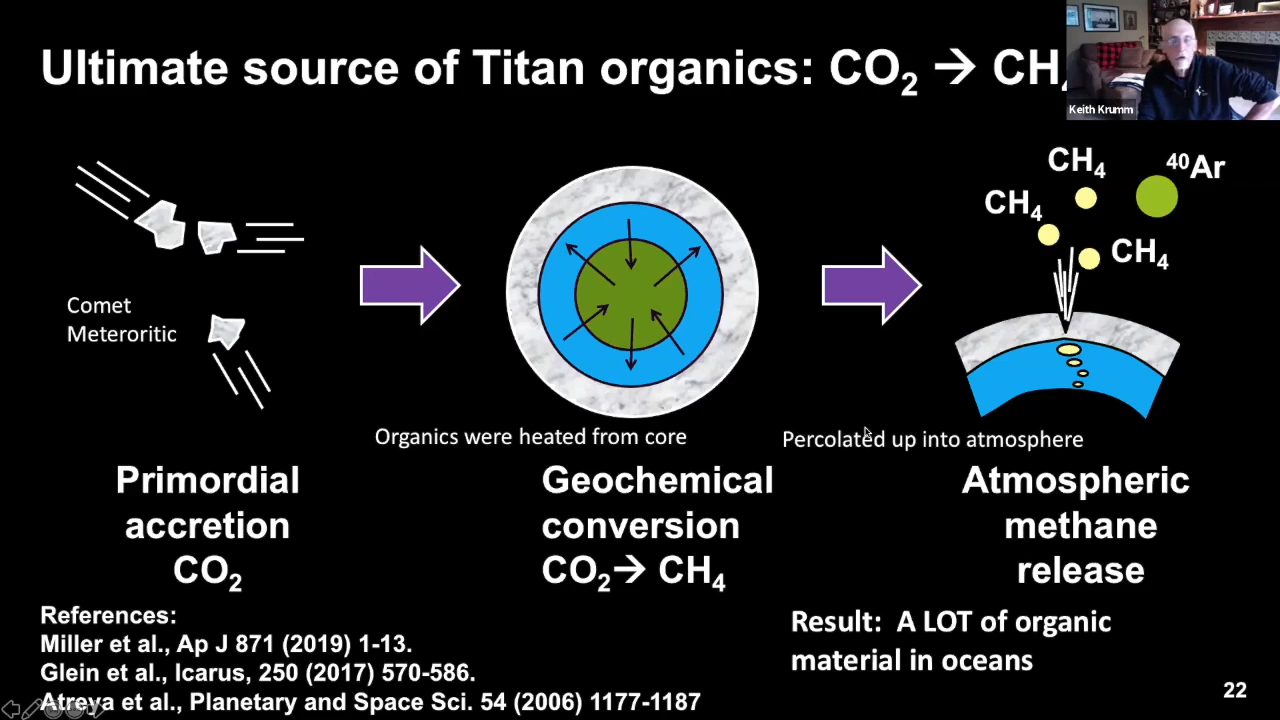 Ultimate source of Titan organics: CO2 → CH4
Keith Krumm
CH4
40Ar
CH4
CH4
Comet
Meteroritic
Organics were heated from core
Percolated up into atmosphere
Primordial
accretion
CO2
Geochemical
conversion
CO2→ CH4
Atmospheric
methane
release
References:
Miller et al., Ap J 871 (2019) 1-13.
Glein et al., Icarus, 250 (2017) 570-586.
Atreya et al., Planetary and Space Sci. 54 (2006) 1177-1187
Result: A LOT of organic
material in oceans
22